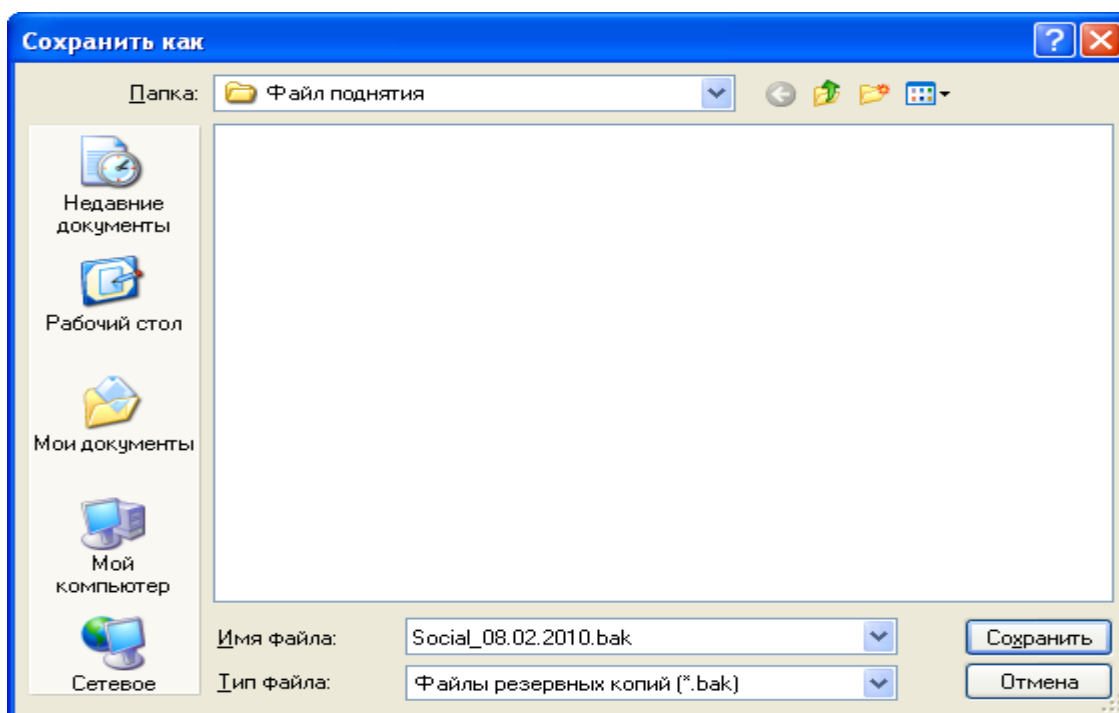 Сохранить как
Папка:
Файл поднятия
Недавние
документы
Рабочий стол
Мои документы
Мой
компьютер
Сетевое
Имя файла:
Social_08.02.2010.bak
Сохранить
Тип файла:
Файлы резервных копий (*.bak)
Отмена